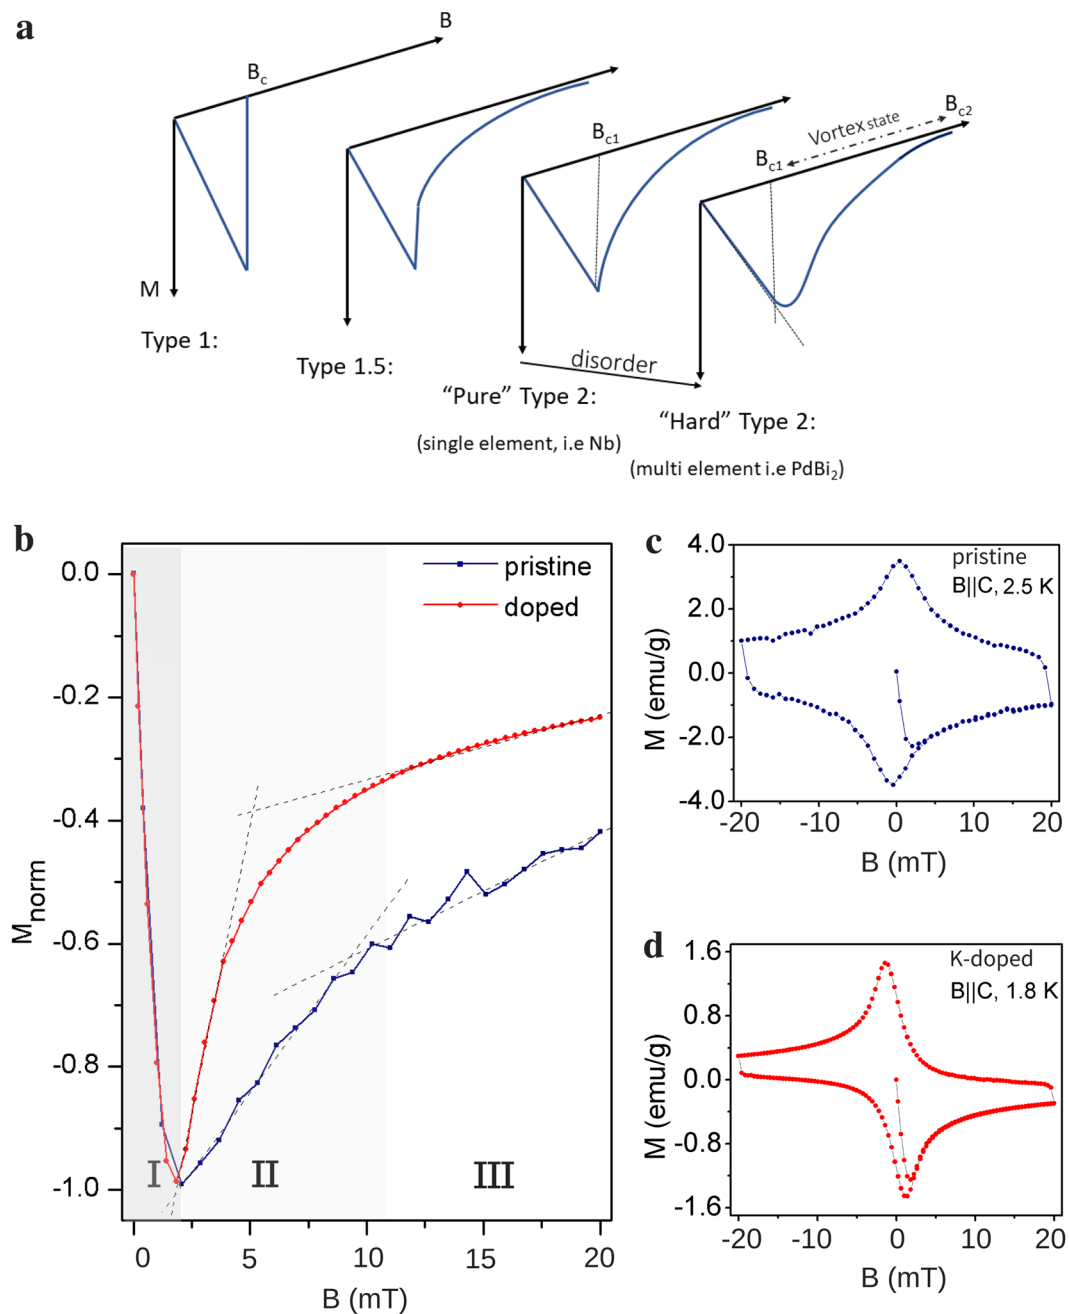 a
B
B_c
M
Type 1:
Type 1.5:
B_c1
disorder
"Pure" Type 2:
(single element, i.e Nb)
B_c1
Vortex state
B_c2
"Hard" Type 2:
(multi element i.e PdBi₂)
b
pristine
doped
0.0
-0.2
-0.4
-0.6
-0.8
-1.0
M_norm
I
II
III
0
5
10
15
20
B (mT)
c
pristine
B||C, 2.5 K
4.0
2.0
0.0
-2.0
-4.0
M (emu/g)
-20
-10
0
10
20
B (mT)
d
K-doped
B||C, 1.8 K
1.6
0.8
0.0
-0.8
-1.6
M (emu/g)
-20
-10
0
10
20
B (mT)